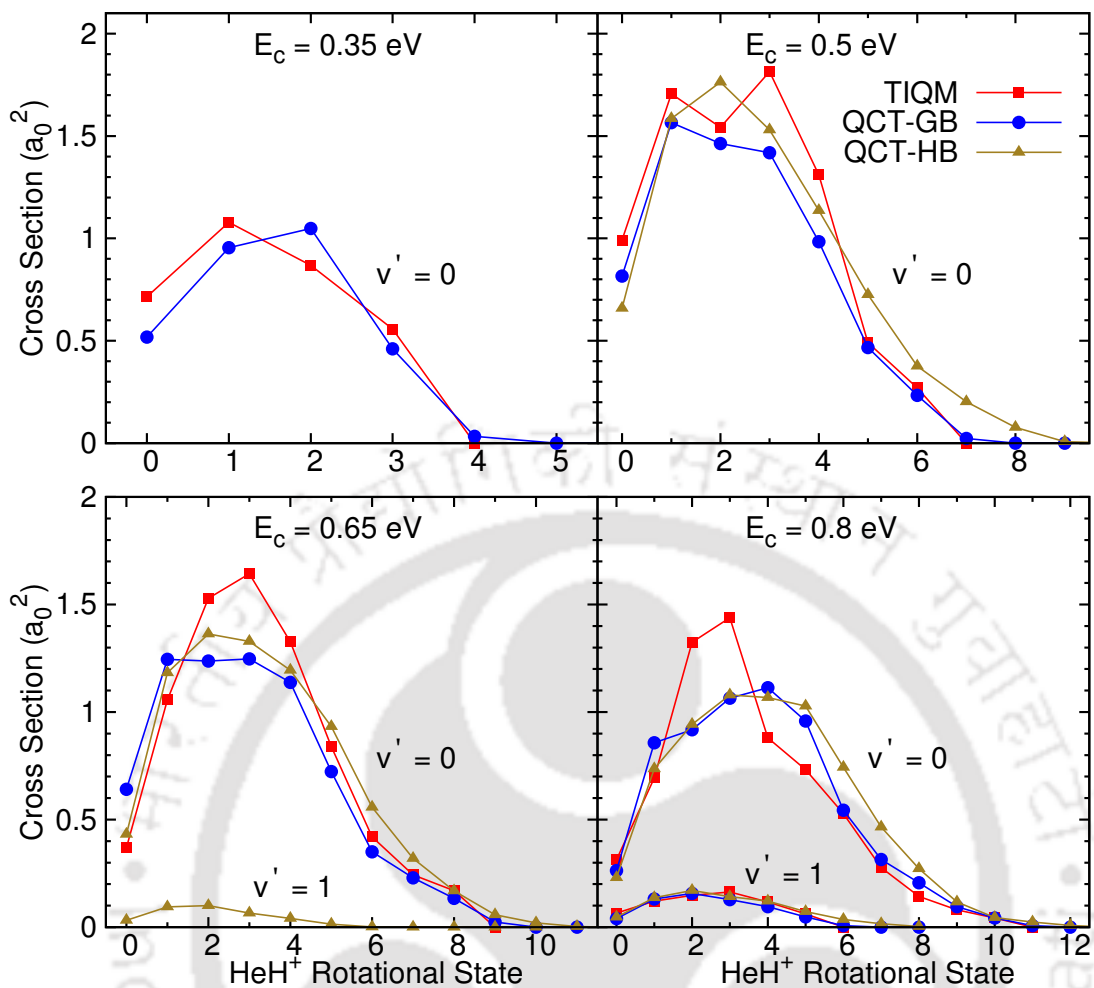 E_c = 0.35 eV
E_c = 0.5 eV
TIQM
QCT-GB
QCT-HB
Cross Section (a_0^2)
2
1.5
1
0.5
0
v' = 0
v' = 0
0 1 2 3 4 5
0 2 4 6 8
E_c = 0.65 eV
E_c = 0.8 eV
Cross Section (a_0^2)
2
1.5
1
0.5
0
v' = 0
v' = 0
v' = 1
v' = 1
0 2 4 6 8 10
0 2 4 6 8 10 12
HeH^+ Rotational State
HeH^+ Rotational State